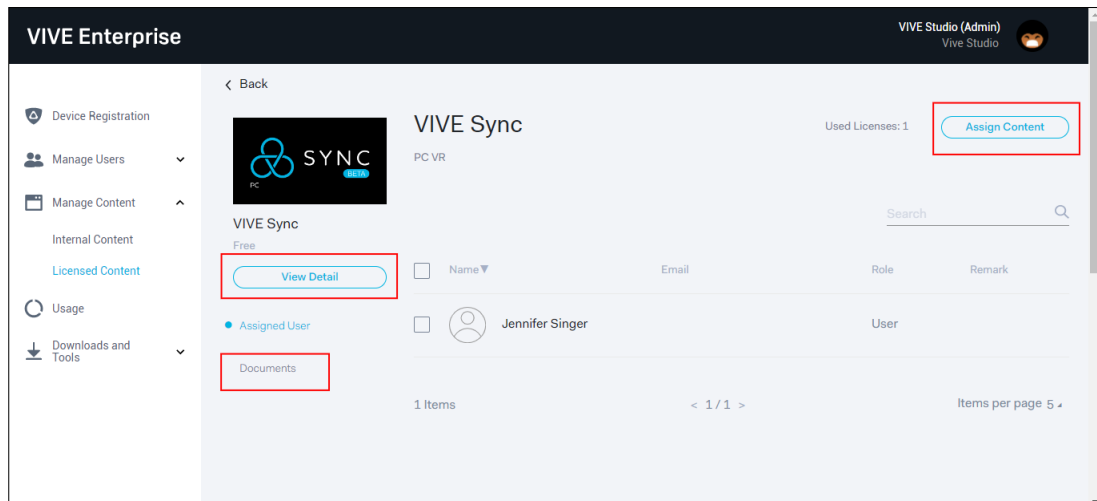 VIVE Enterprise
VIVE Studio (Admin)
Vive Studio
Device Registration
Manage Users
Manage Content
Internal Content
Licensed Content
Usage
Downloads and
Tools
< Back
SYNC
BETA
PC
VIVE Sync
Free
View Detail
Assigned User
Documents
VIVE Sync
PC VR
Used Licenses: 1
Assign Content
Search
Name▼
Email
Role
Remark
Jennifer Singer
User
1 Items
< 1 / 1 >
Items per page 5